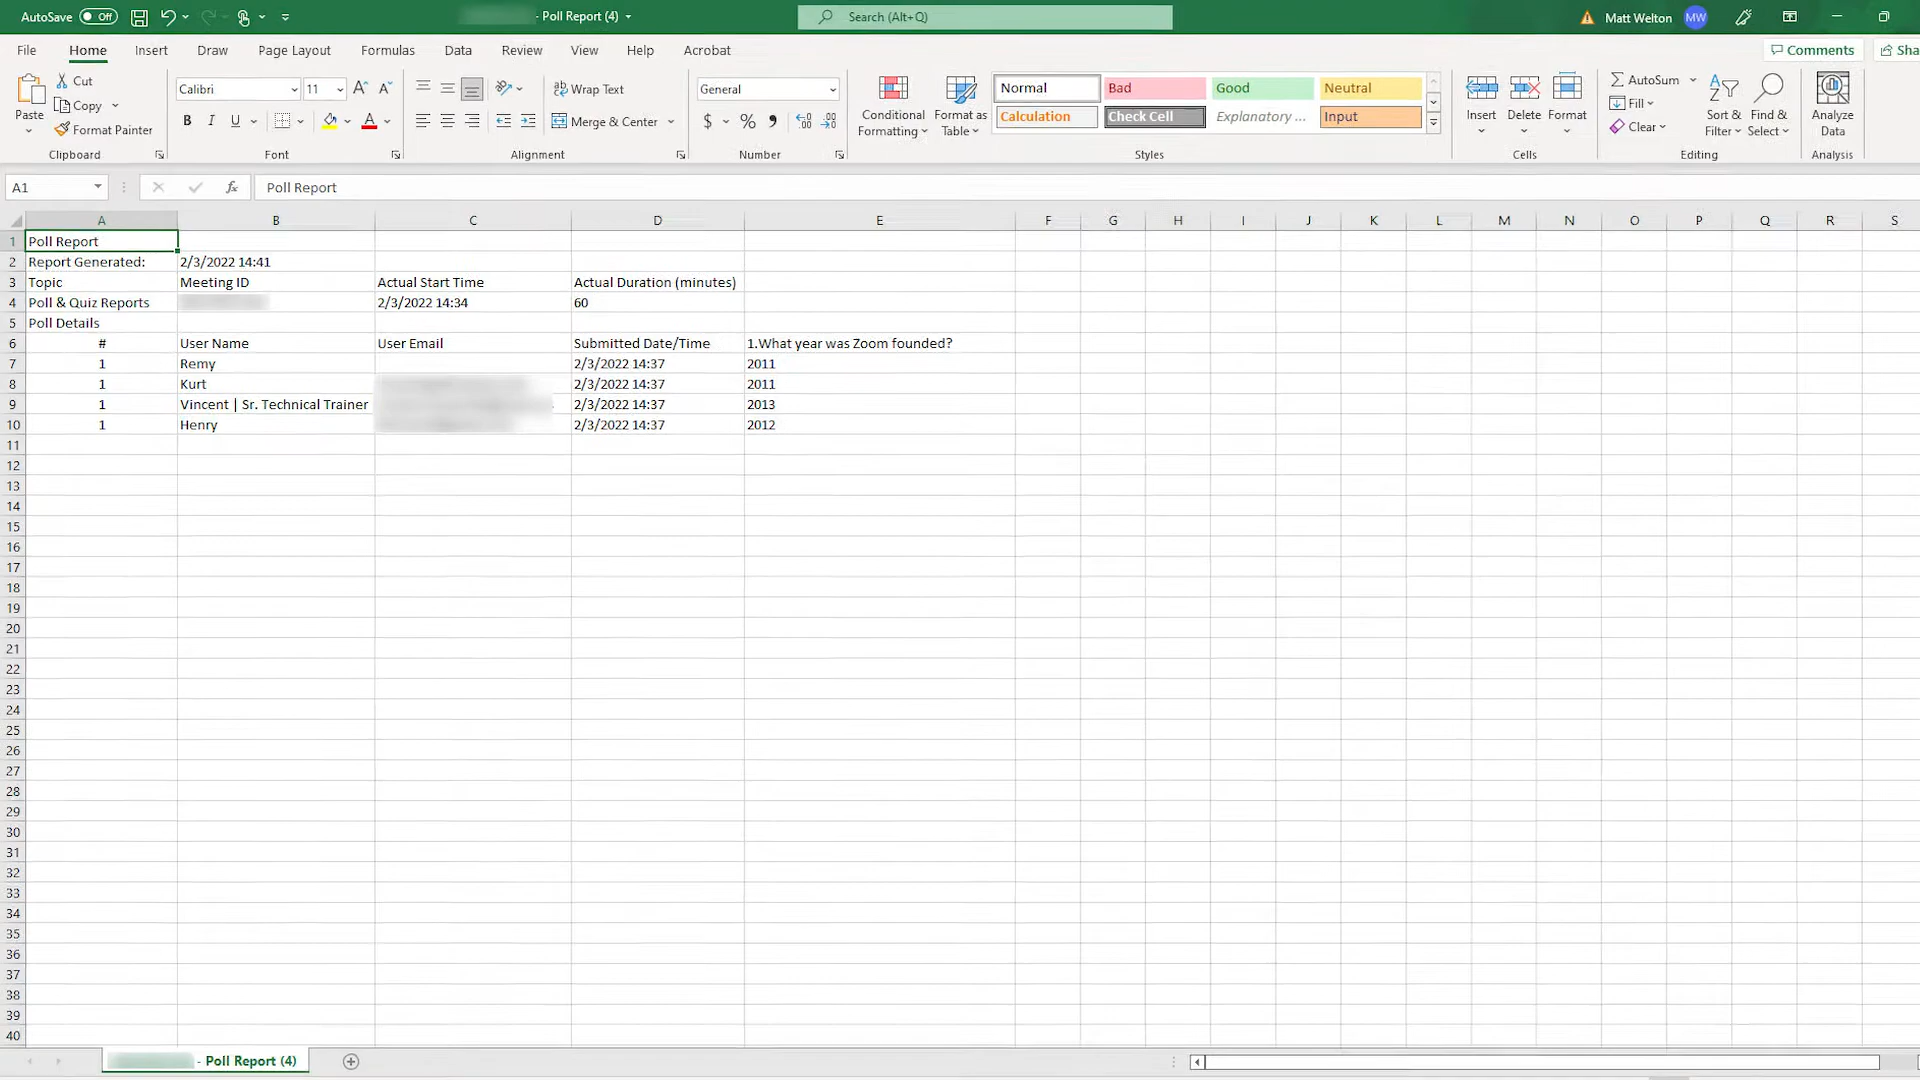 AutoSave Off - Poll Report (4) Search (Alt+Q) Matt Welton MW
File Home Insert Draw Page Layout Formulas Data Review View Help Acrobat Comments Sha
Paste Cut Copy Format Painter
Calibri 11 B I U
Wrap Text Merge & Center
General $ %
Conditional Formatting Format as Table
Normal Bad Good Neutral
Calculation Check Cell Explanatory ... Input
Insert Delete Format
AutoSum Fill Clear
Sort & Filter Find & Select
Analyze Data
Clipboard Font Alignment Number Styles Cells Editing Analysis
A1 fx Poll Report
A B C D E F G H I J K L M N O P Q R S
1 Poll Report
2 Report Generated: 2/3/2022 14:41
3 Topic Meeting ID Actual Start Time Actual Duration (minutes)
4 Poll & Quiz Reports 2/3/2022 14:34 60
5 Poll Details
6 # User Name User Email Submitted Date/Time 1.What year was Zoom founded?
7 1 Remy 2/3/2022 14:37 2011
8 1 Kurt 2/3/2022 14:37 2011
9 1 Vincent | Sr. Technical Trainer 2/3/2022 14:37 2013
10 1 Henry 2/3/2022 14:37 2012
11
12
13
14
15
16
17
18
19
20
21
22
23
24
25
26
27
28
29
30
31
32
33
34
35
36
37
38
39
40
- Poll Report (4)